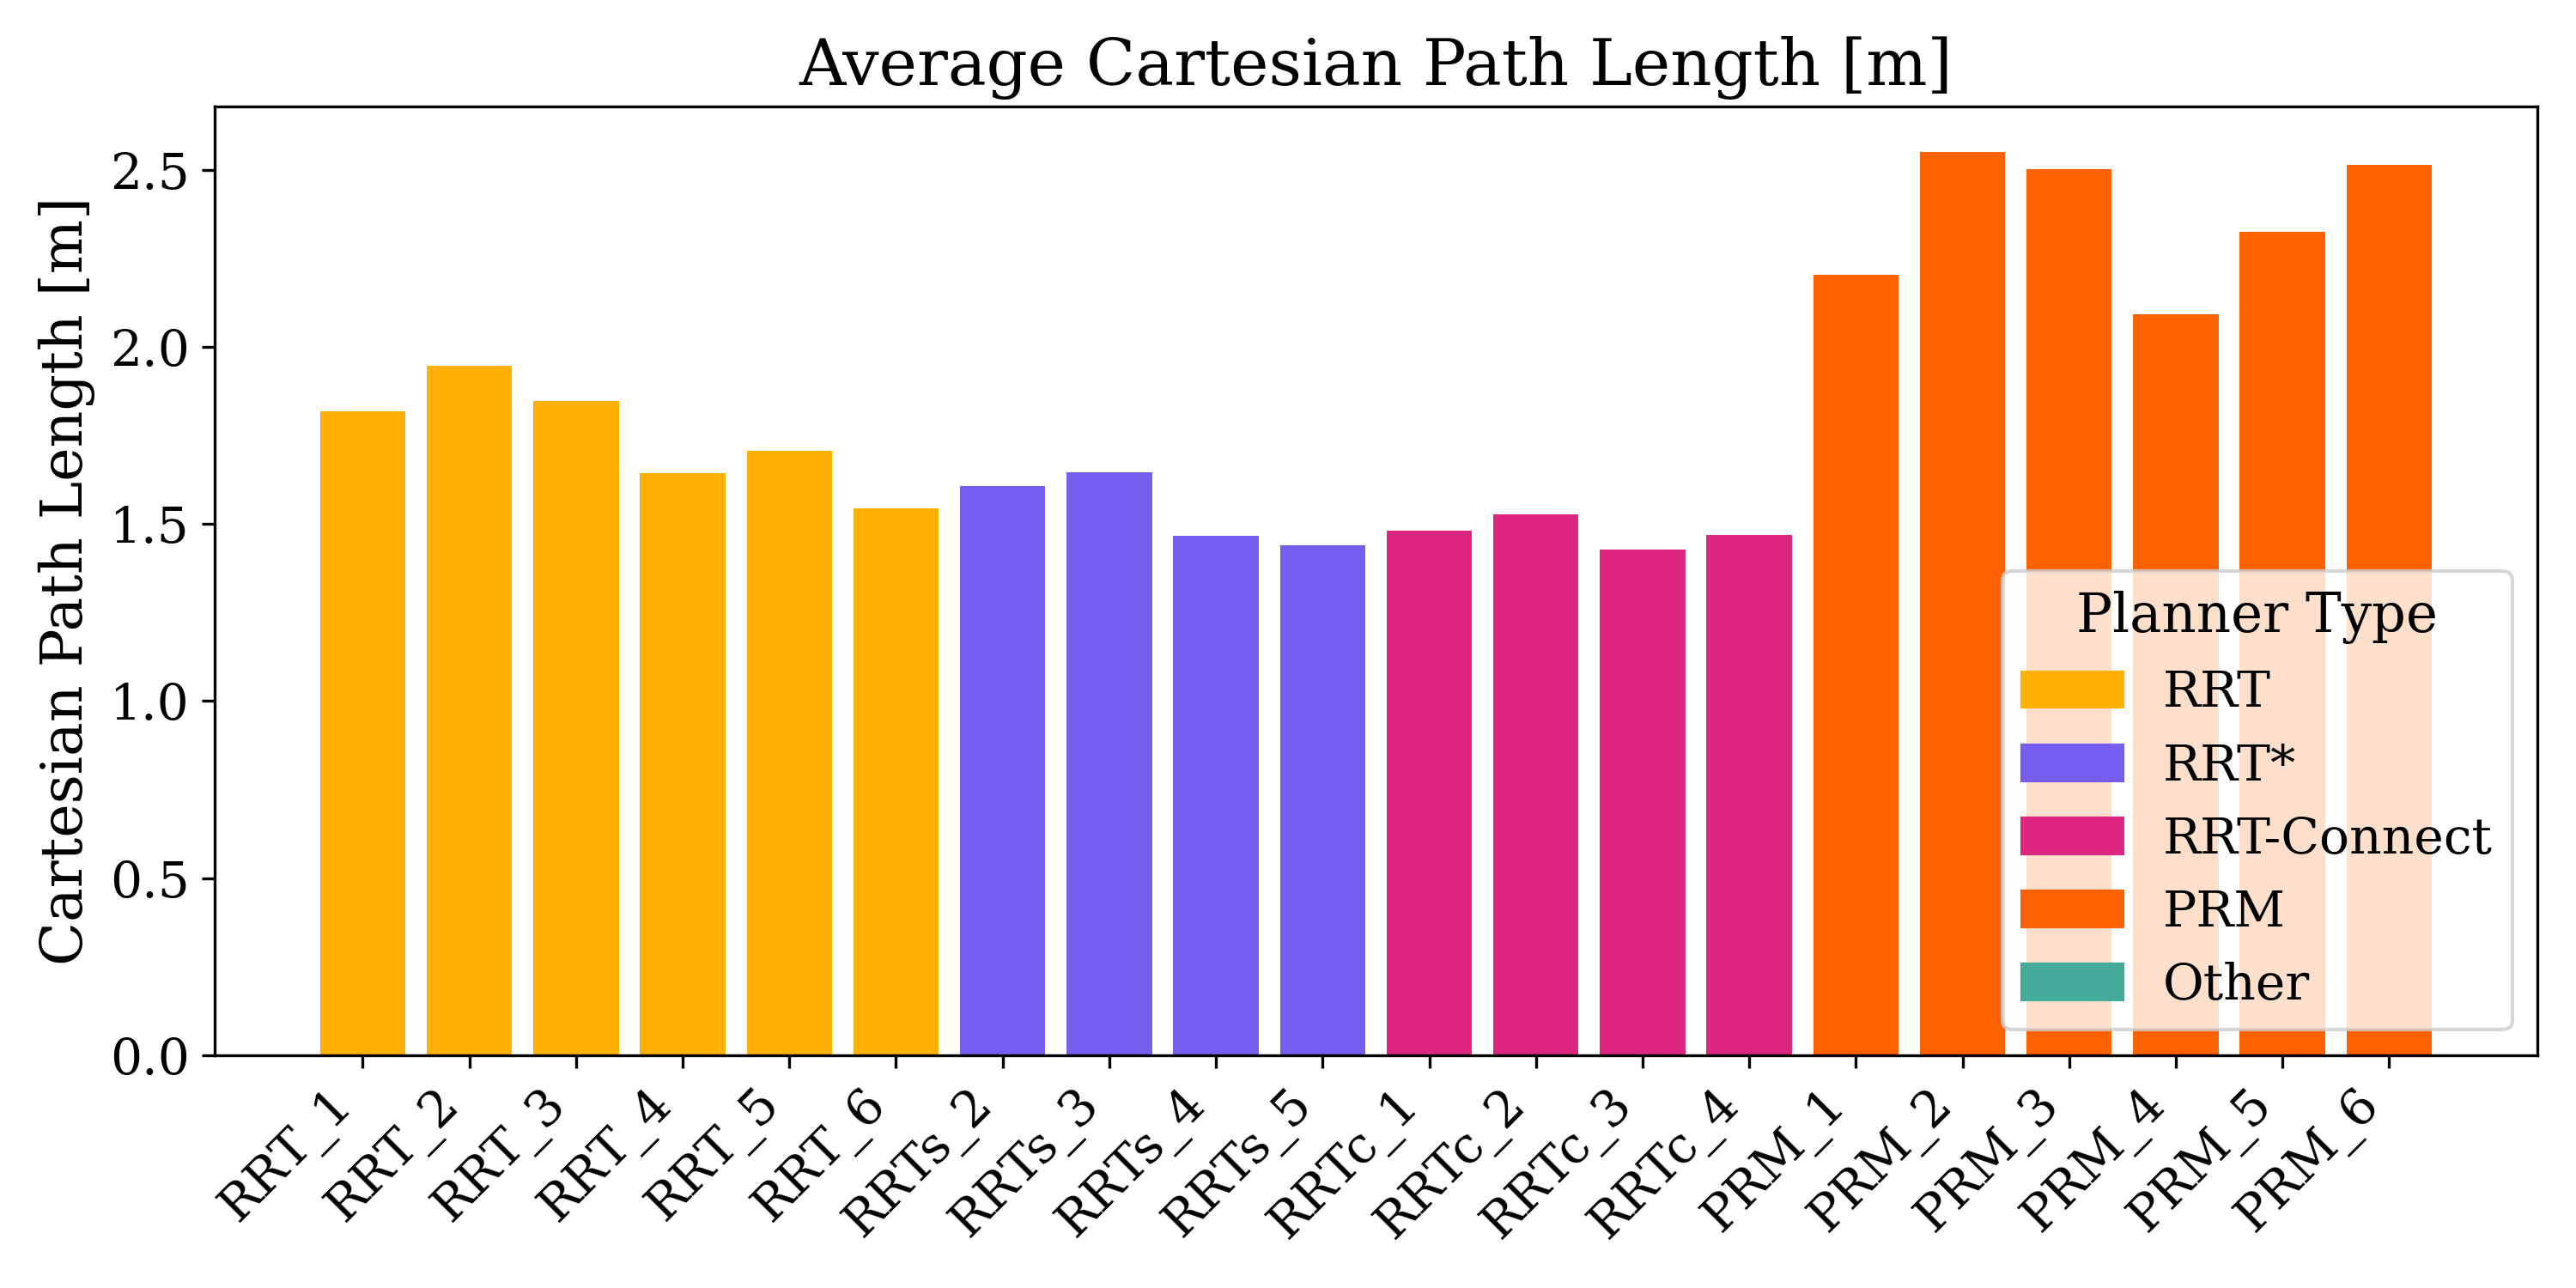 Average Cartesian Path Length [m]
Cartesian Path Length [m]
2.5
2.0
1.5
1.0
0.5
0.0
Planner Type
RRT
RRT*
RRT-Connect
PRM
Other
RRT_1
RRT_2
RRT_3
RRT_4
RRT_5
RRT_6
RRTs_2
RRTs_3
RRTs_4
RRTs_5
RRTc_1
RRTc_2
RRTc_3
RRTc_4
PRM_1
PRM_2
PRM_3
PRM_4
PRM_5
PRM_6